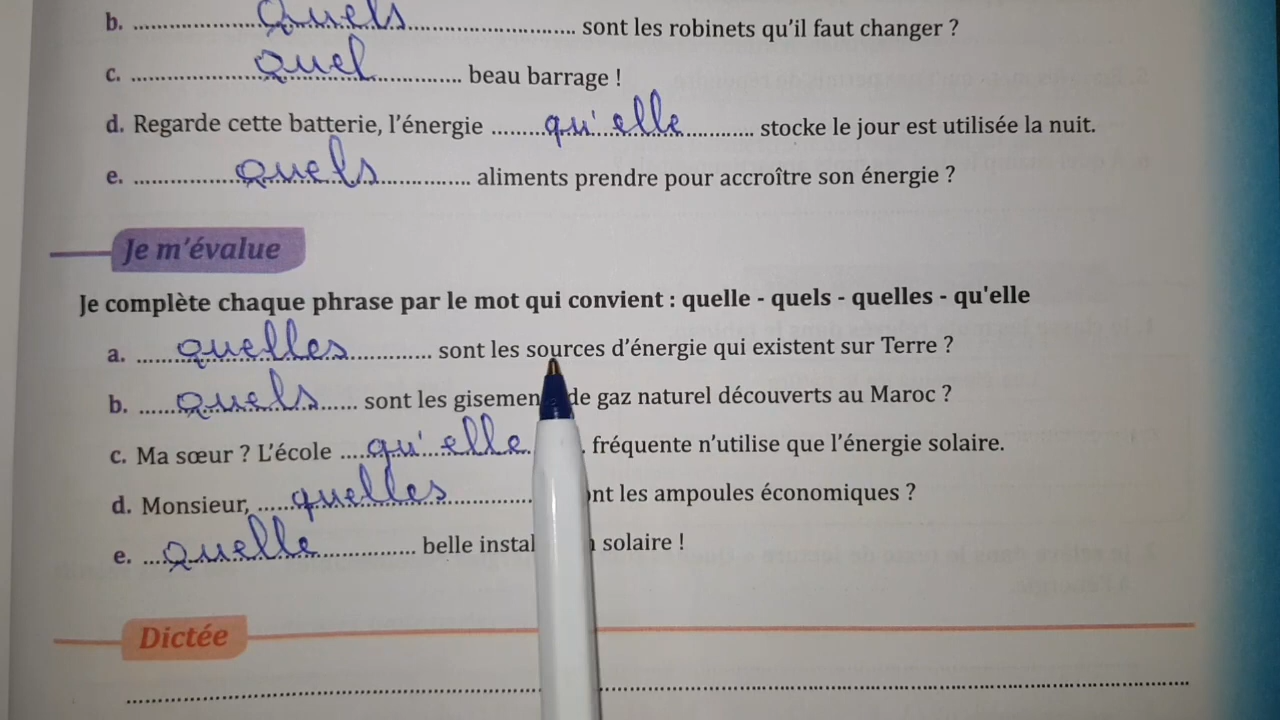 b. ............ Quels ............ sont les robinets qu'il faut changer ?
c. ............ quel ............ beau barrage !
d. Regarde cette batterie, l'énergie ............ qu'elle ............ stocke le jour est utilisée la nuit.
e. ............ quels ............ aliments prendre pour accroître son énergie ?
Je m'évalue
Je complète chaque phrase par le mot qui convient : quelle - quels - quelles - qu'elle
a. ............ quelles ............ sont les sources d'énergie qui existent sur Terre ?
b. ............ quels ............ sont les gisemen de gaz naturel découverts au Maroc ?
c. Ma sœur ? L'école ............ qu'elle ............ fréquente n'utilise que l'énergie solaire.
d. Monsieur, ............ quelles ............ nt les ampoules économiques ?
e. ............ quelle ............ belle instal solaire !
Dictée